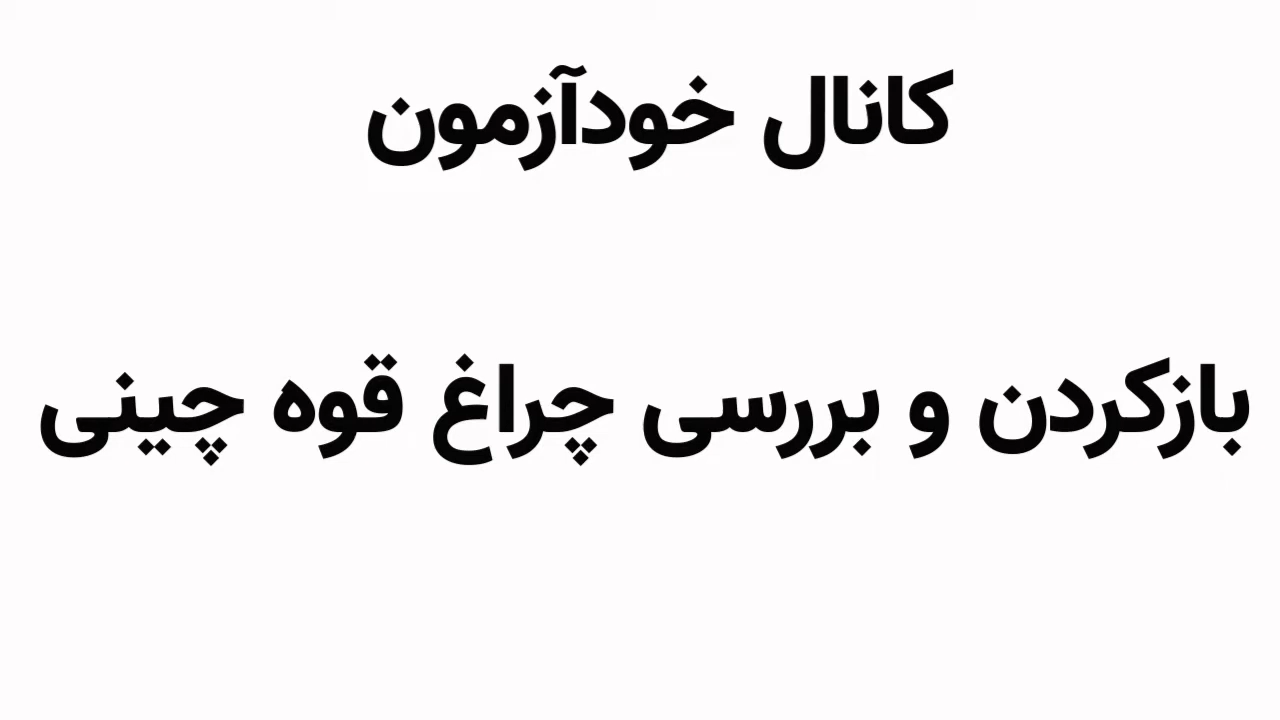 کانال خودآزمون
بازکردن و بررسی چراغ قوه چینی